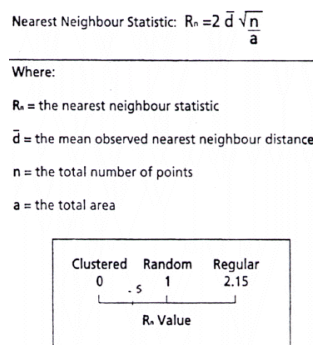 Nearest Neighbour Statistic: Rₙ =2 d̄ √n/a
Where:
Rₙ = the nearest neighbour statistic
d̄ = the mean observed nearest neighbour distance
n = the total number of points
a = the total area
Clustered Random Regular
0 .5 1 2.15
Rₙ Value